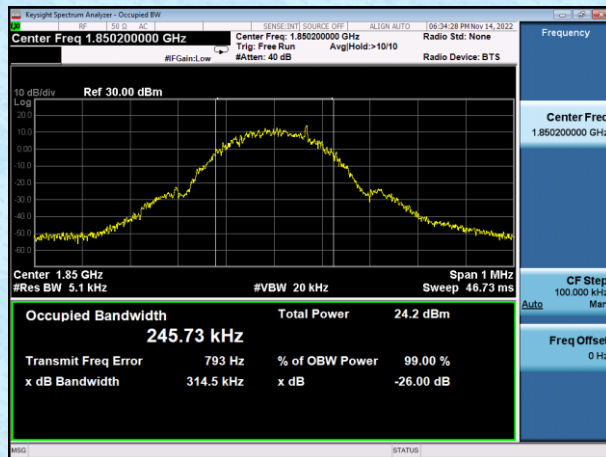 Keysight Spectrum Analyzer - Occupied BW
RF 50 Ω AC SENSE:INT SOURCE OFF ALIGN AUTO 06:34:28 PM Nov 14, 2022
Center Freq 1.850200000 GHz Center Freq: 1.850200000 GHz Radio Std: None Frequency
Trig: Free Run Avg|Hold:>10/10
#IFGain:Low #Atten: 40 dB Radio Device: BTS
10 dB/div Ref 30.00 dBm
Log
20.0
10.0
0.00
-10.0
-20.0
-30.0
-40.0
-50.0
-60.0
Center Freq
1.850200000 GHz
Center 1.85 GHz Span 1 MHz
#Res BW 5.1 kHz #VBW 20 kHz Sweep 46.73 ms
CF Step
100.000 kHz
Auto Man
Occupied Bandwidth Total Power 24.2 dBm
245.73 kHz
Transmit Freq Error 793 Hz % of OBW Power 99.00 %
x dB Bandwidth 314.5 kHz x dB -26.00 dB
Freq Offset
0 Hz
MSG STATUS